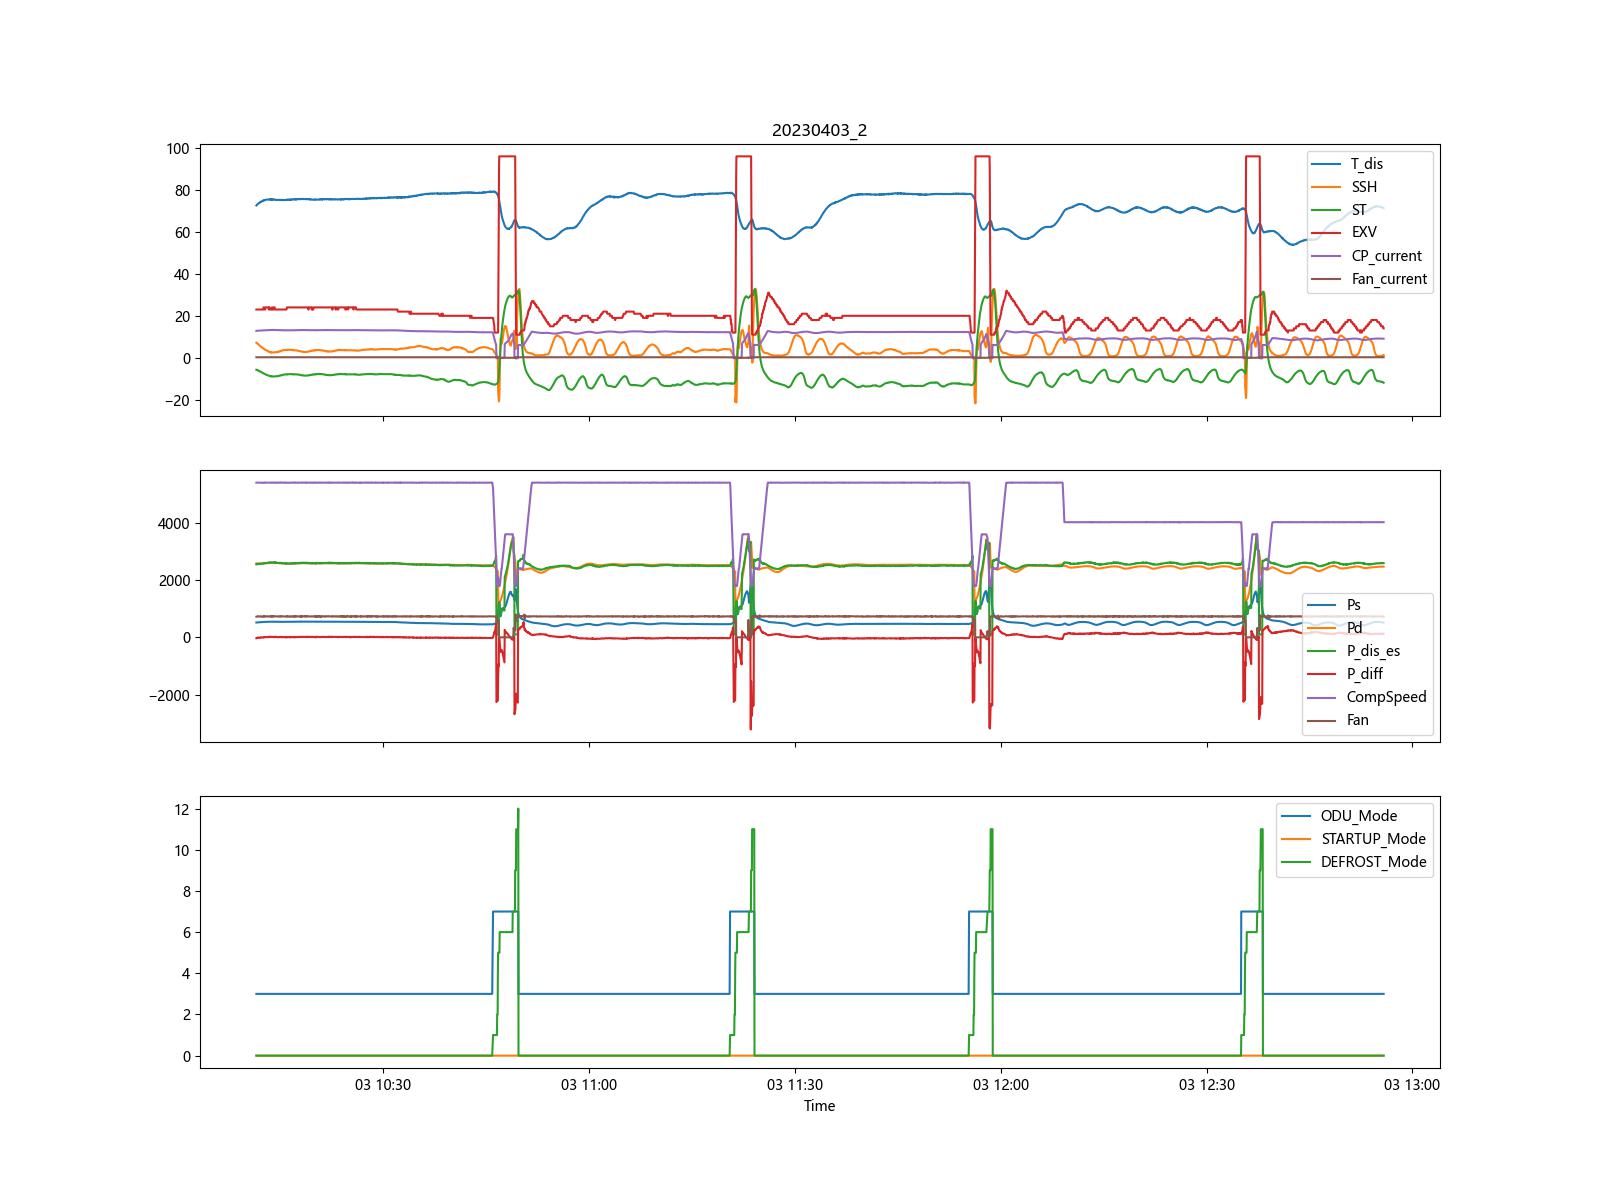 20230403_2
100
80
60
40
20
0
−20
T_dis
SSH
ST
EXV
CP_current
Fan_current
4000
2000
0
−2000
Ps
Pd
P_dis_es
P_diff
CompSpeed
Fan
12
10
8
6
4
2
0
ODU_Mode
STARTUP_Mode
DEFROST_Mode
03 10:30 03 11:00 03 11:30 03 12:00 03 12:30 03 13:00
Time